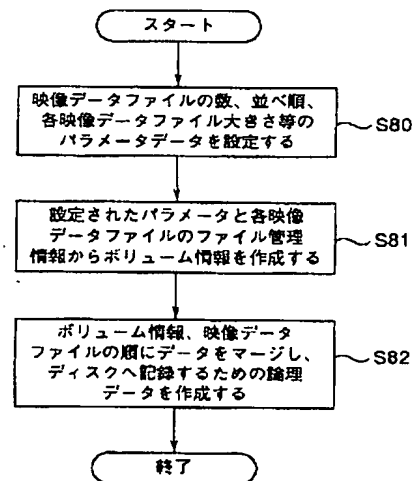 スタート
映像データファイルの数、並べ順、
各映像データファイル大きさ等の
パラメータデータを設定する
S80
設定されたパラメータと各映像
データファイルのファイル管理
情報からボリューム情報を作成する
S81
ボリューム情報、映像データ
ファイルの順にデータをマージし、
ディスクへ記録するための論理
データを作成する
S82
終了